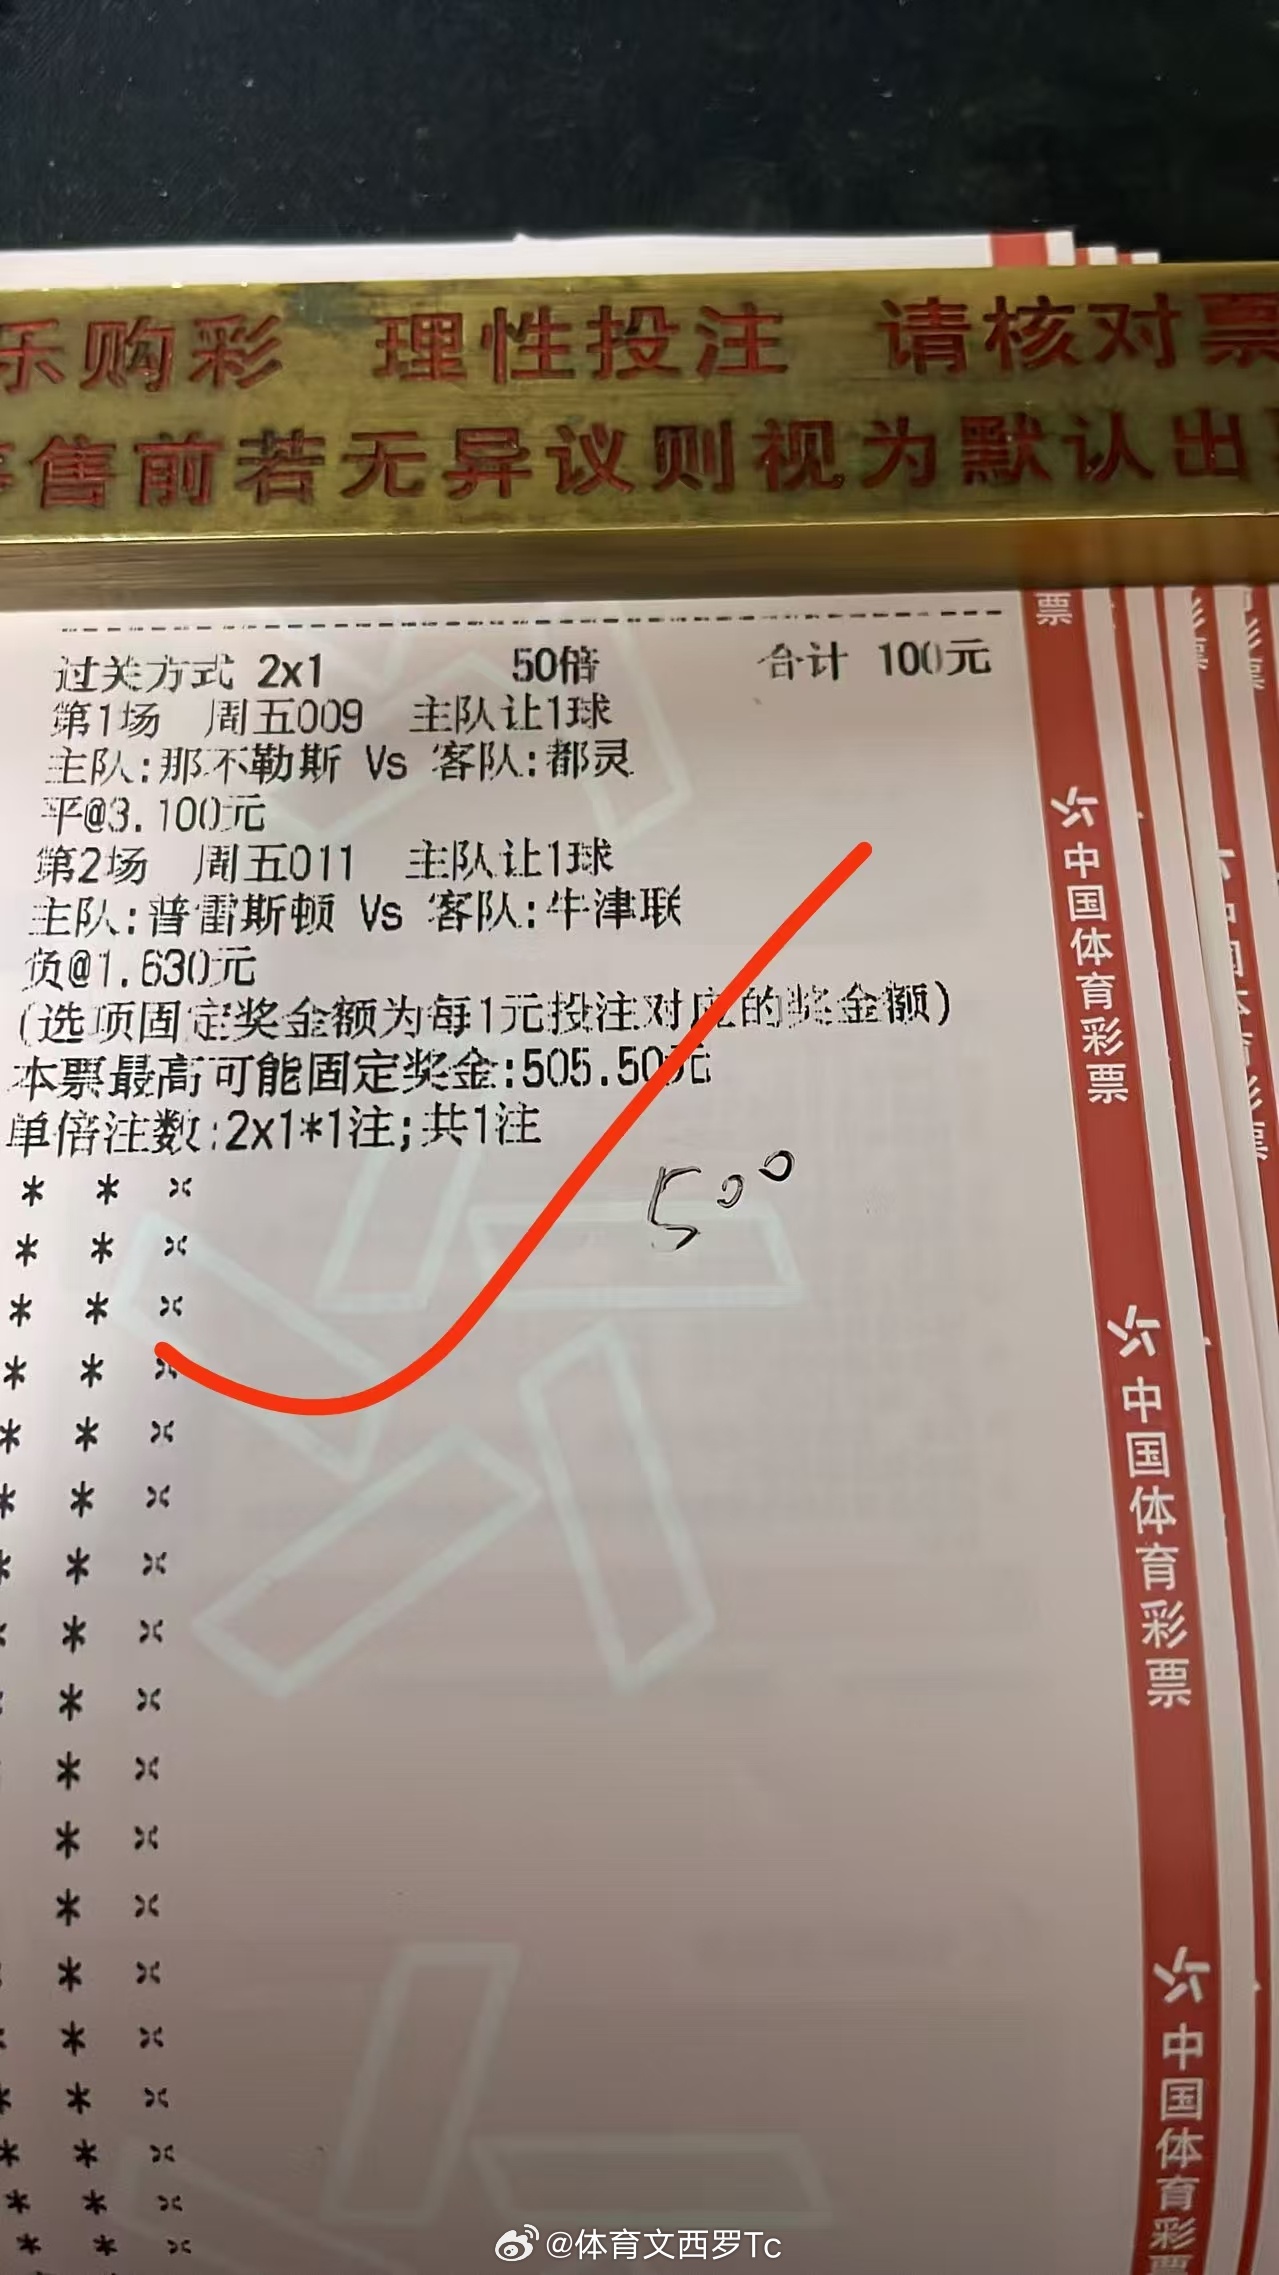 乐购彩 理性投注 请核对票
售前若无异议则视为默认出
过关方式 2x1 50倍 合计 100元
第1场 周五009 主队让1球
主队:那不勒斯 Vs 客队:都灵
平@3.100元
第2场 周五011 主队让1球
主队:普雷斯顿 Vs 客队:牛津联
负@1.630元
(选项固定奖金额为每1元投注对应的奖金额)
本票最高可能固定奖金:505.50元
单倍注数:2x1*1注;共1注
500
票
中国体育彩票
中国体育彩票
中国体育彩
@体育文西罗Tc